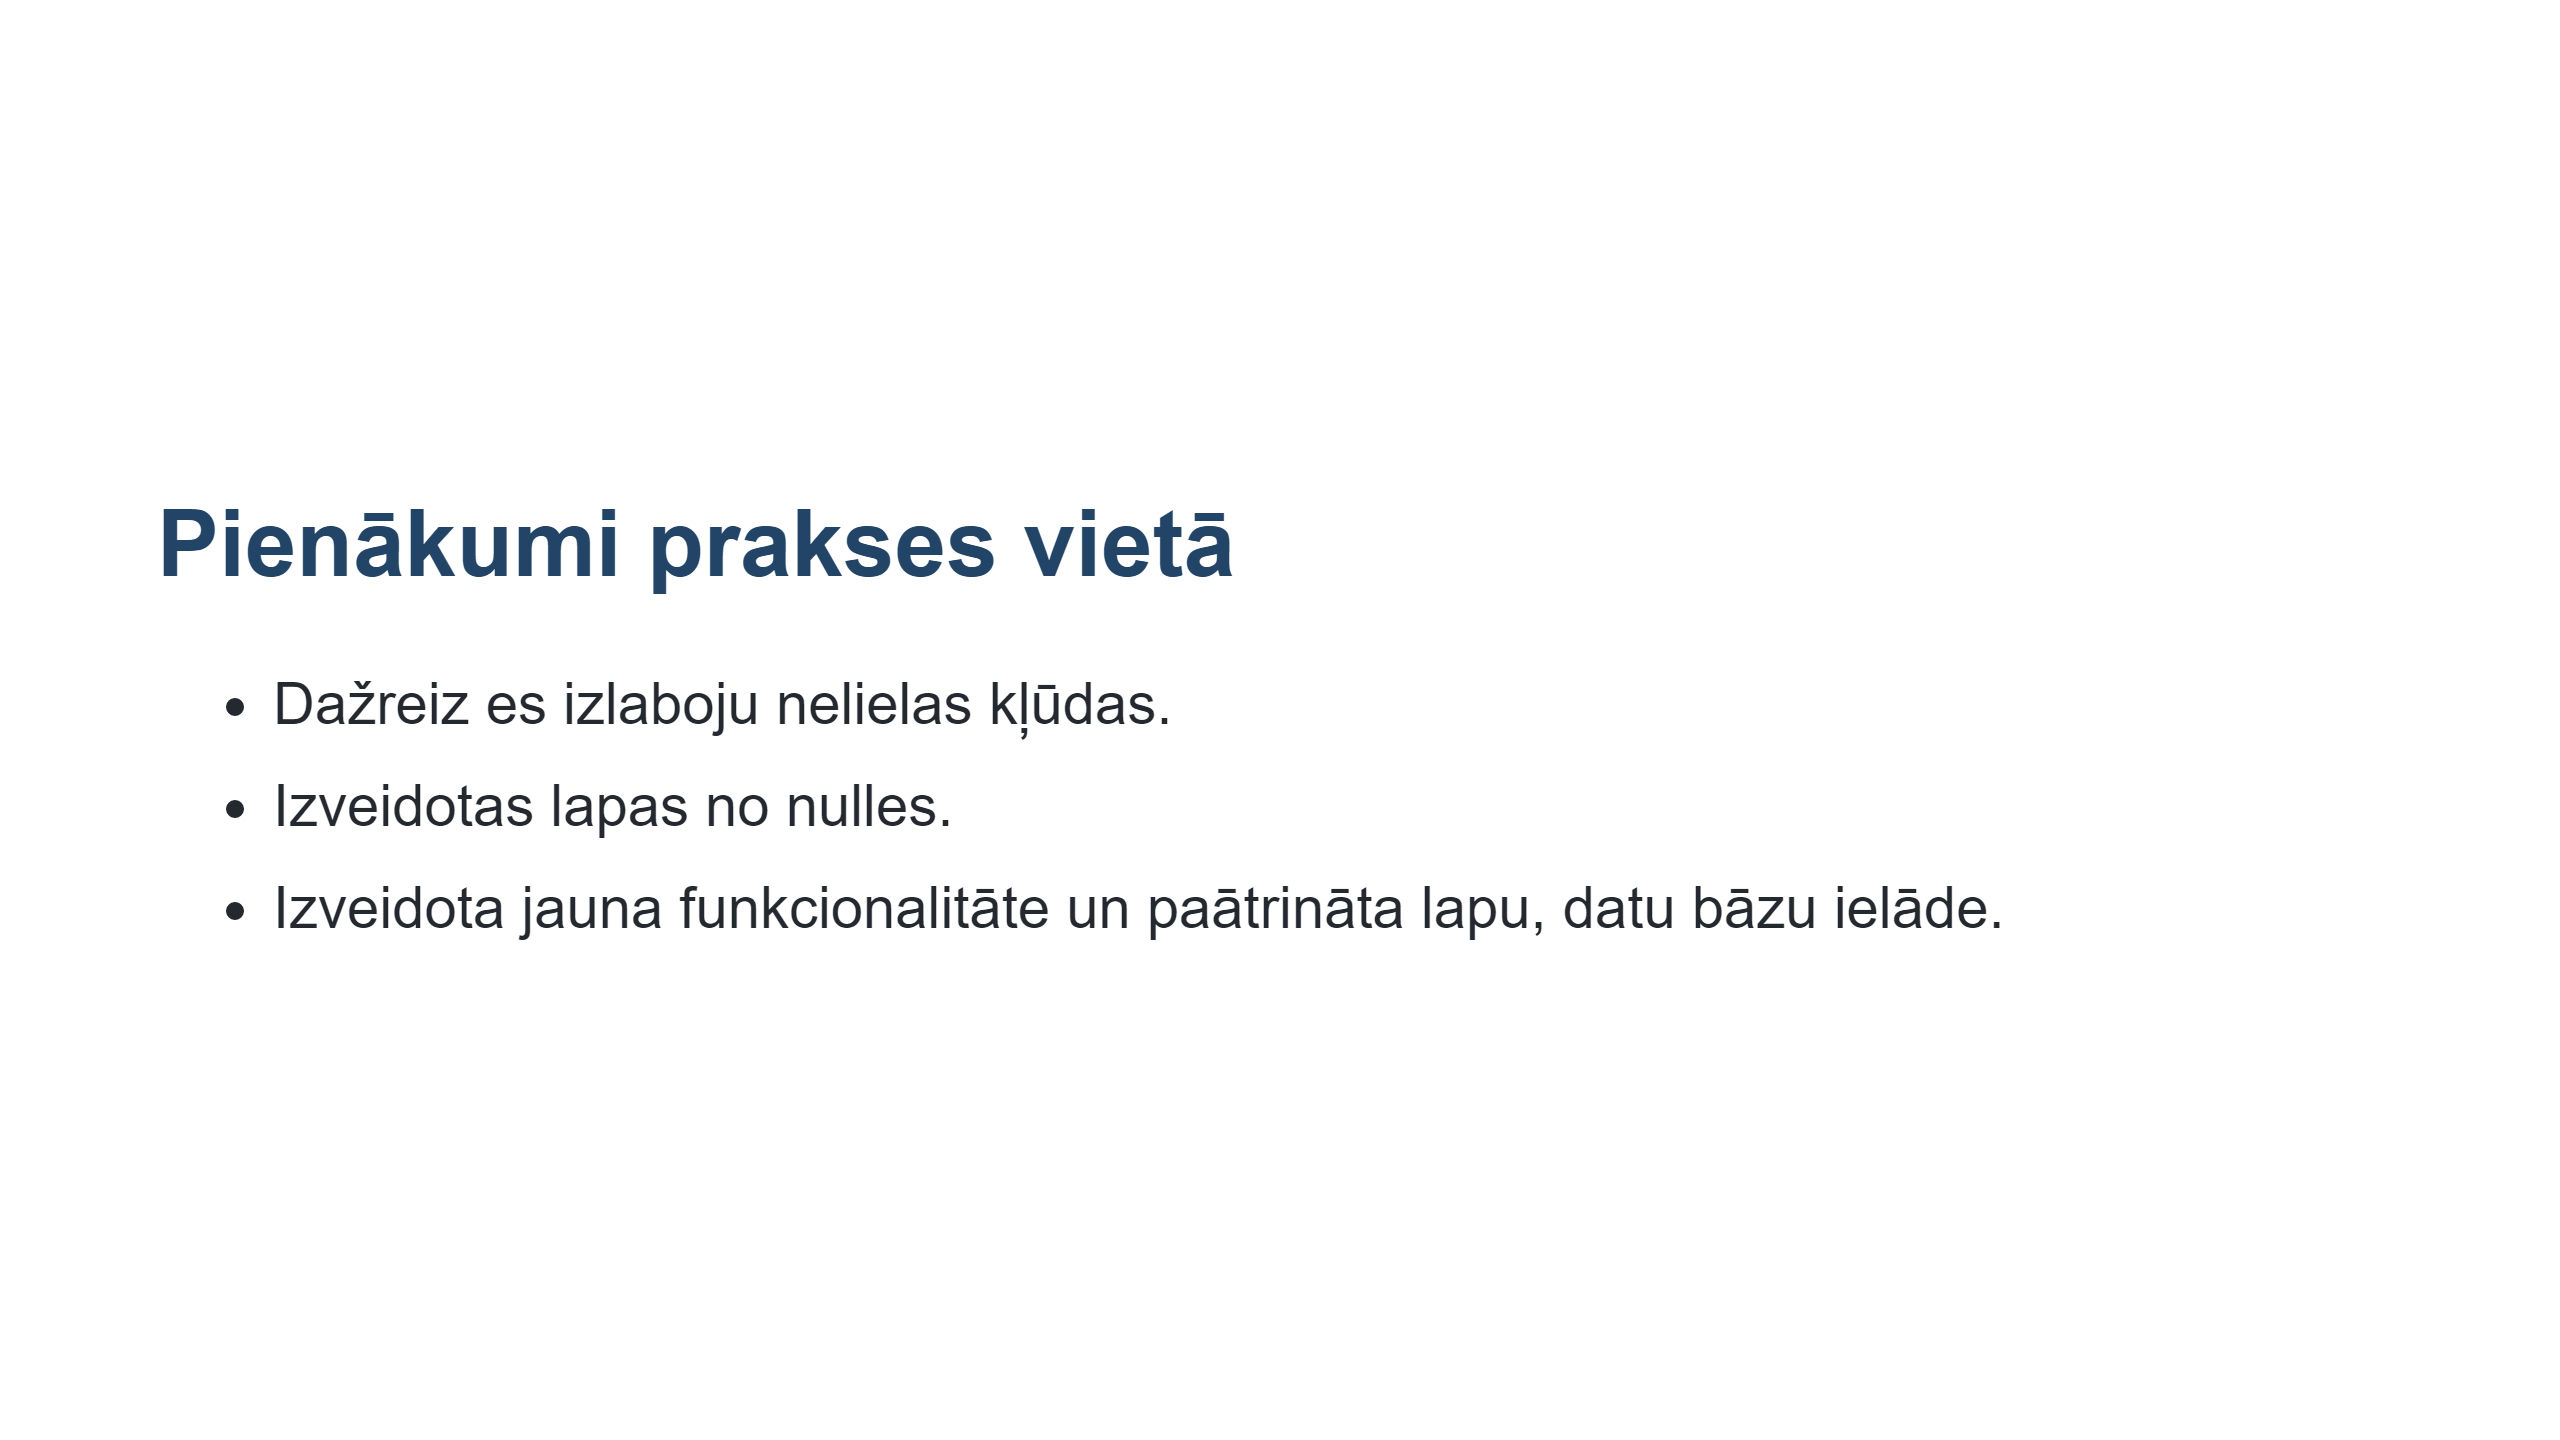 Pienākumi prakses vietā
Dažreiz es izlaboju nelielas kļūdas.
Izveidotas lapas no nulles.
Izveidota jauna funkcionalitāte un paātrināta lapu, datu bāzu ielāde.